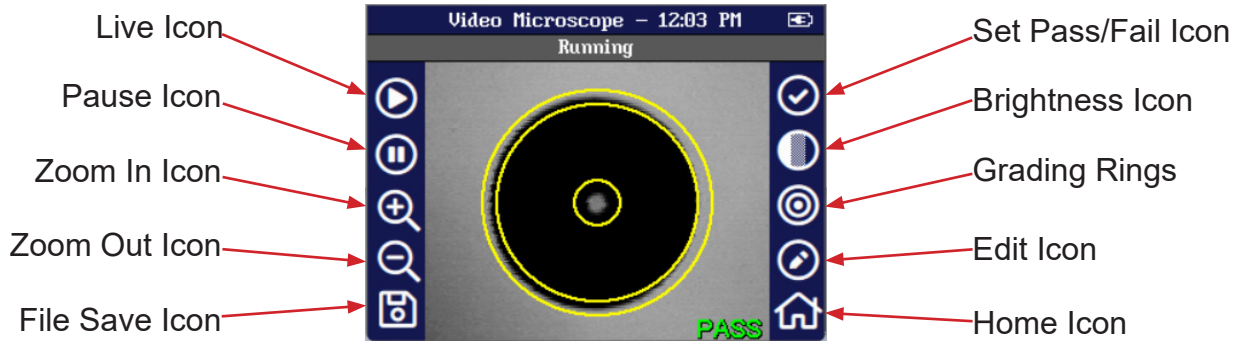 Live Icon
Pause Icon
Zoom In Icon
Zoom Out Icon
File Save Icon
Video Microscope – 12:03 PM
Running
PASS
Set Pass/Fail Icon
Brightness Icon
Grading Rings
Edit Icon
Home Icon